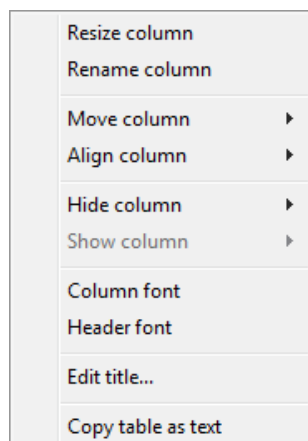 Resize column
Rename column
Move column
Align column
Hide column
Show column
Column font
Header font
Edit title...
Copy table as text